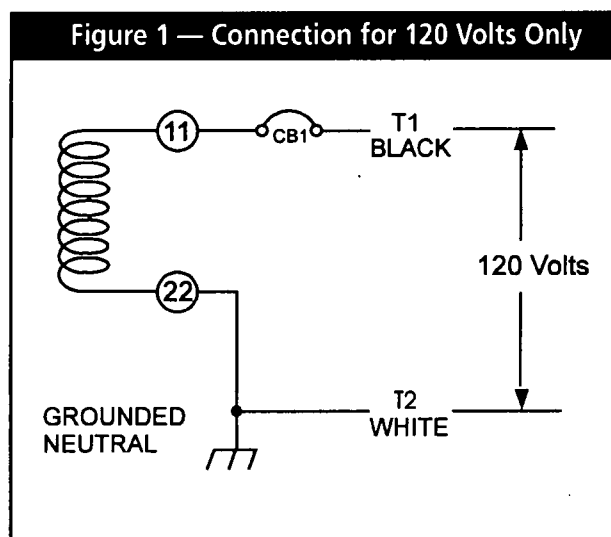 Figure 1 — Connection for 120 Volts Only
11
CB1
T1
BLACK
120 Volts
22
T2
WHITE
GROUNDED
NEUTRAL